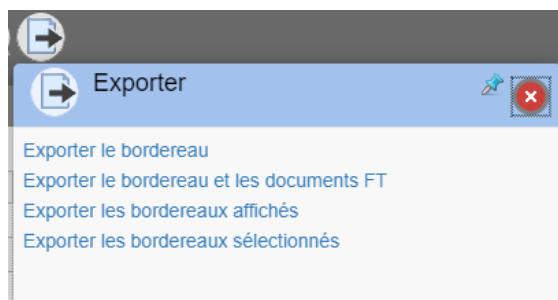 Exporter
Exporter le bordereau
Exporter le bordereau et les documents FT
Exporter les bordereaux affichés
Exporter les bordereaux sélectionnés